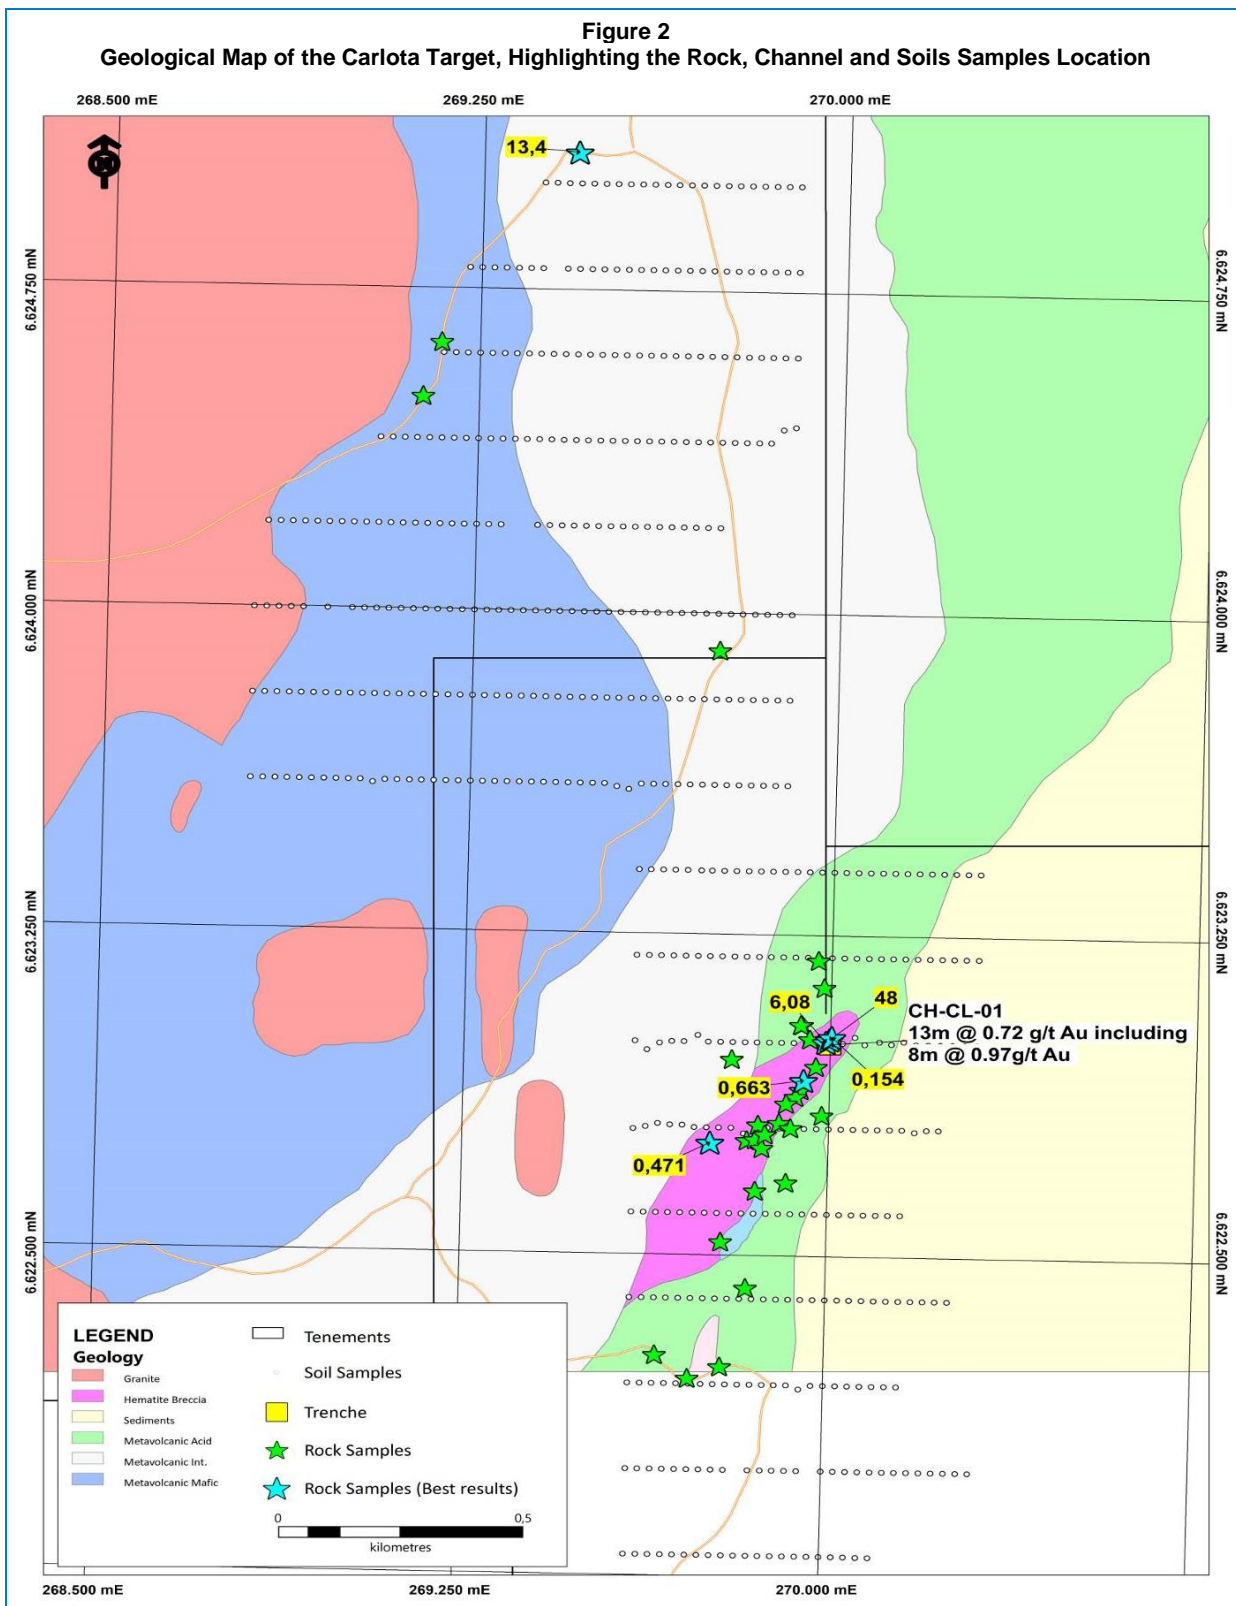 Figure 2
Geological Map of the Carlota Target, Highlighting the Rock, Channel and Soils Samples Location
268.500 mE
269.250 mE
270.000 mE
13,4
6.624.750 mN
6.624.750 mN
6.624.000 mN
6.624.000 mN
6.623.250 mN
6.623.250 mN
6,08
48
CH-CL-01
13m @ 0.72 g/t Au including
8m @ 0.97g/t Au
0,663
0,154
0,471
6.622.500 mN
6.622.500 mN
LEGEND
Geology
Granite
Hematite Breccia
Sediments
Metavolcanic Acid
Metavolcanic Int.
Metavolcanic Mafic
Tenements
Soil Samples
Trenche
Rock Samples
Rock Samples (Best results)
0
0,5
kilometres
268.500 mE
269.250 mE
270.000 mE